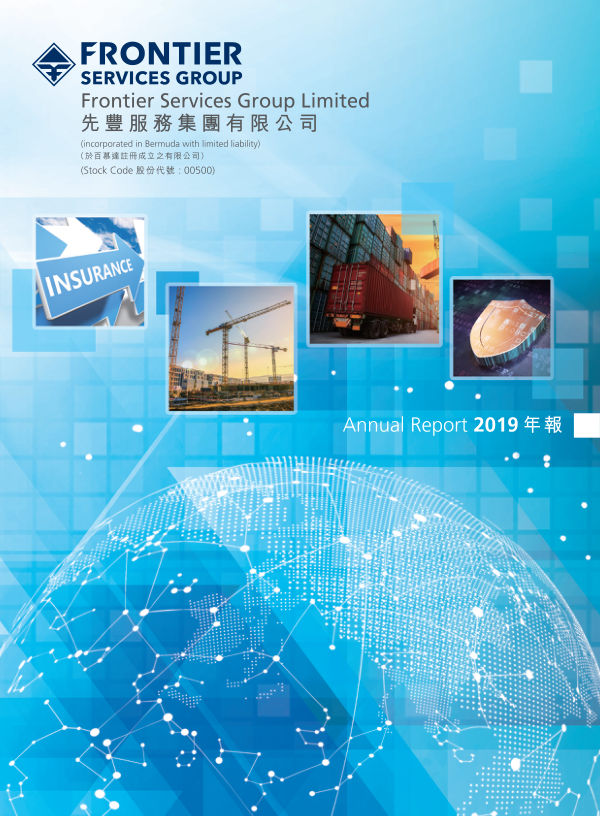 FRONTIER
SERVICES GROUP
Frontier Services Group Limited
先豐服務集團有限公司
(incorporated in Bermuda with limited liability)
(於百慕達註冊成立之有限公司)
(Stock Code 股份代號 : 00500)
INSURANCE
Annual Report 2019 年報